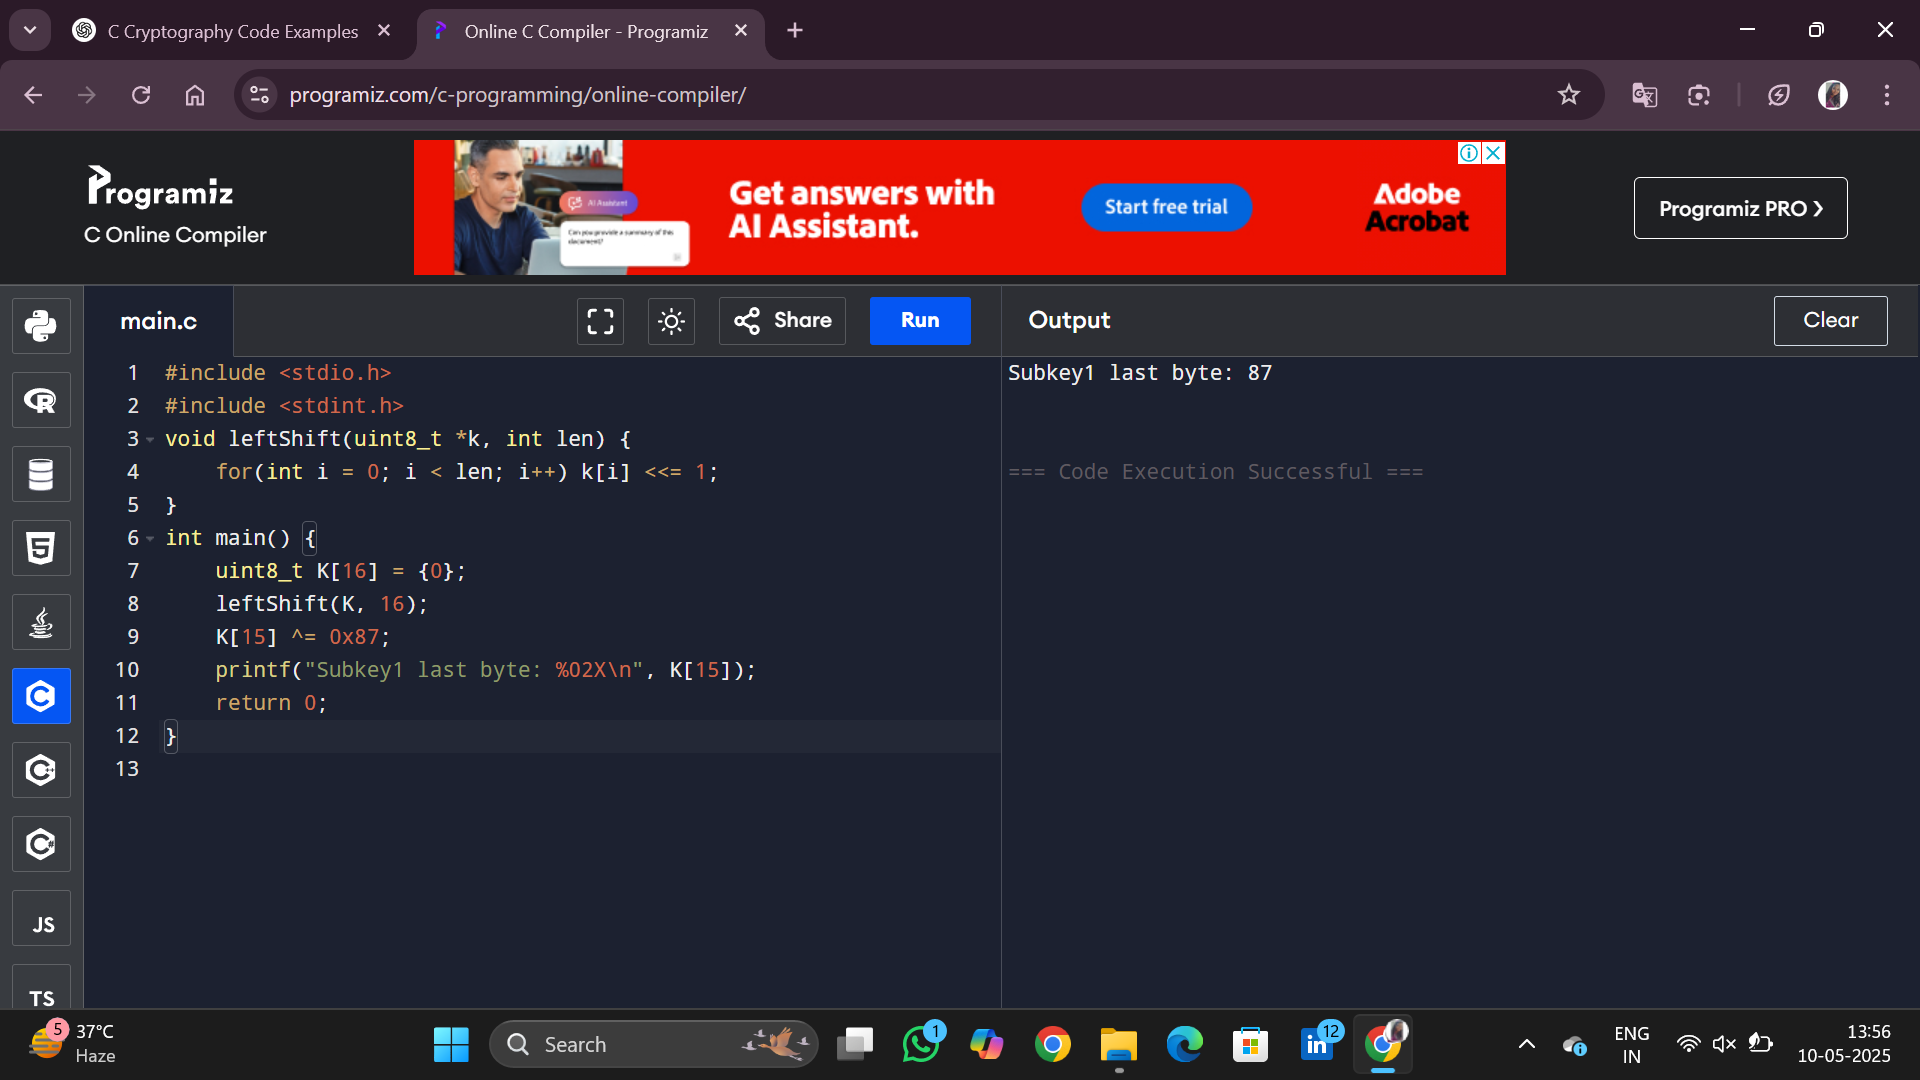 C Cryptography Code Examples
Online C Compiler - Programiz
programiz.com/c-programming/online-compiler/
Programiz
C Online Compiler
AI Assistant
Can you provide a summary of this
document?
Get answers with
AI Assistant.
Start free trial
Adobe
Acrobat
Programiz PRO ❯
main.c
Share
Run
Output
Clear
1 #include <stdio.h>
2 #include <stdint.h>
3 void leftShift(uint8_t *k, int len) {
4     for(int i = 0; i < len; i++) k[i] <<= 1;
5 }
6 int main() {
7     uint8_t K[16] = {0};
8     leftShift(K, 16);
9     K[15] ^= 0x87;
10     printf("Subkey1 last byte: %02X\n", K[15]);
11     return 0;
12 }
13
Subkey1 last byte: 87
=== Code Execution Successful ===
R
5
C
C++
C#
JS
TS
5
37°C
Haze
Search
1
in
12
ENG
IN
13:56
10-05-2025